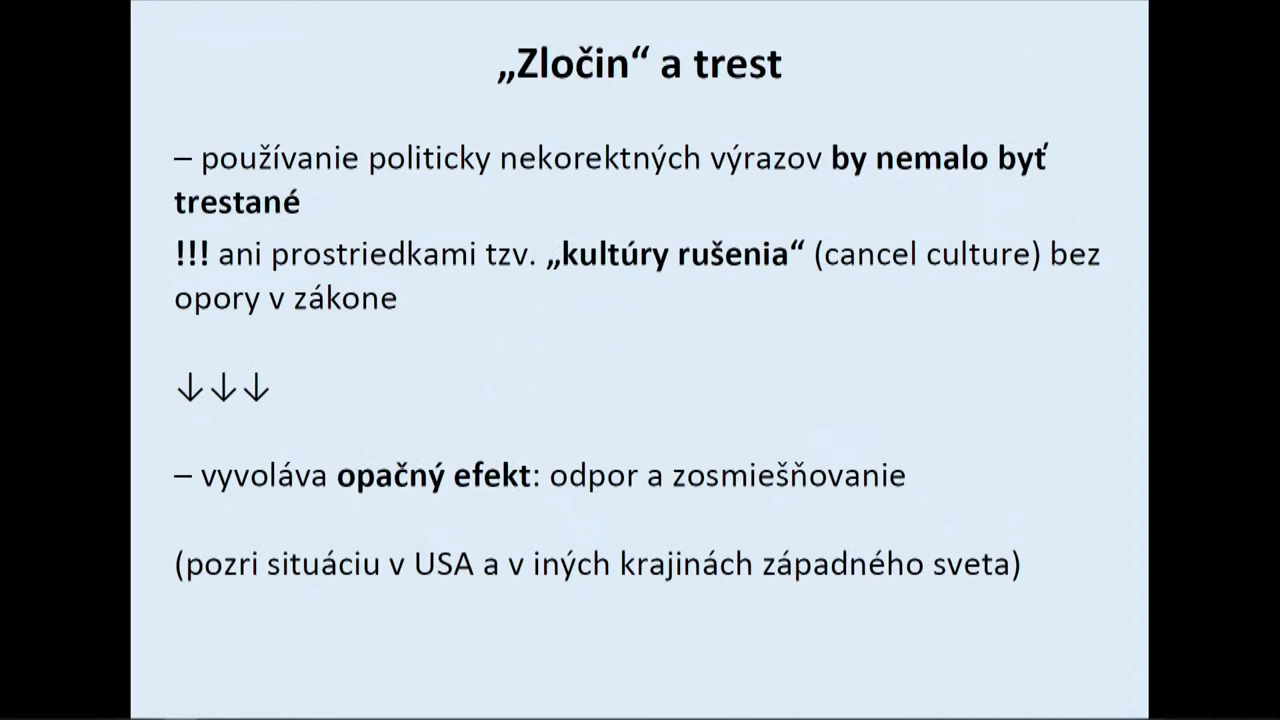 „Zločin“ a trest
– používanie politicky nekorektných výrazov by nemalo byť
trestané
!!! ani prostriedkami tzv. „kultúry rušenia“ (cancel culture) bez
opory v zákone
↓↓↓
– vyvoláva opačný efekt: odpor a zosmiešňovanie
(pozri situáciu v USA a v iných krajinách západného sveta)